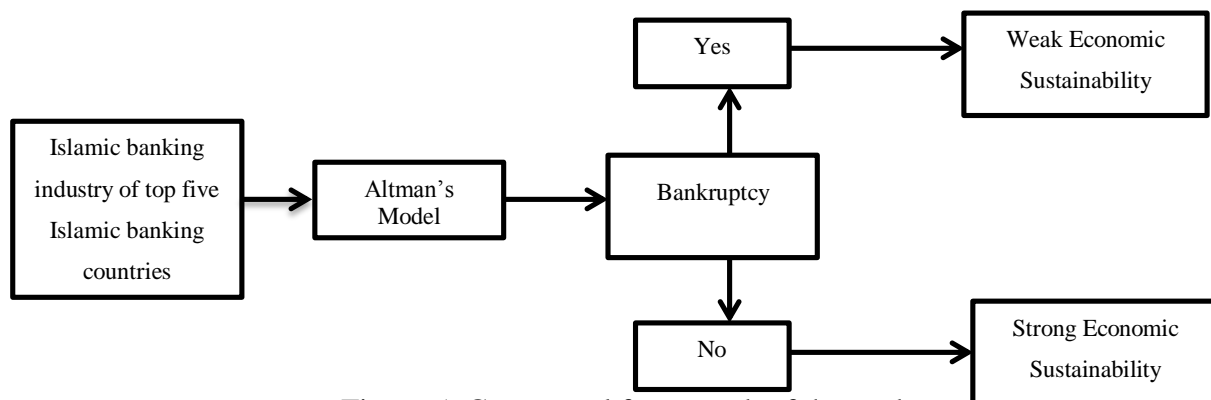 Islamic banking
industry of top five
Islamic banking
countries
Altman's
Model
Bankruptcy
Yes
Weak Economic
Sustainability
No
Strong Economic
Sustainability